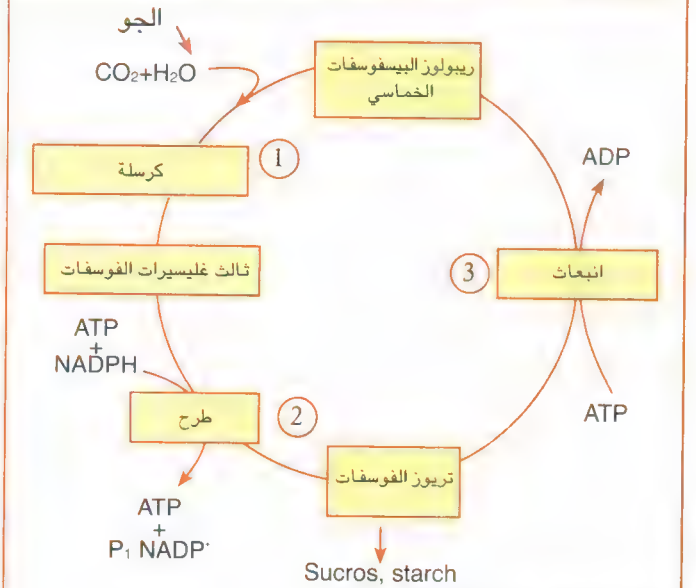 الجو
CO₂+H₂O
ريبولوز البيسفوسفات
الخماسي
1
كرسلة
ADP
ثالث غليسيرات الفوسفات
3
انبعاث
ATP
+
NADPH
طرح
2
ATP
تريوز الفوسفات
ATP
+
P₁ NADP⁺
Sucros, starch